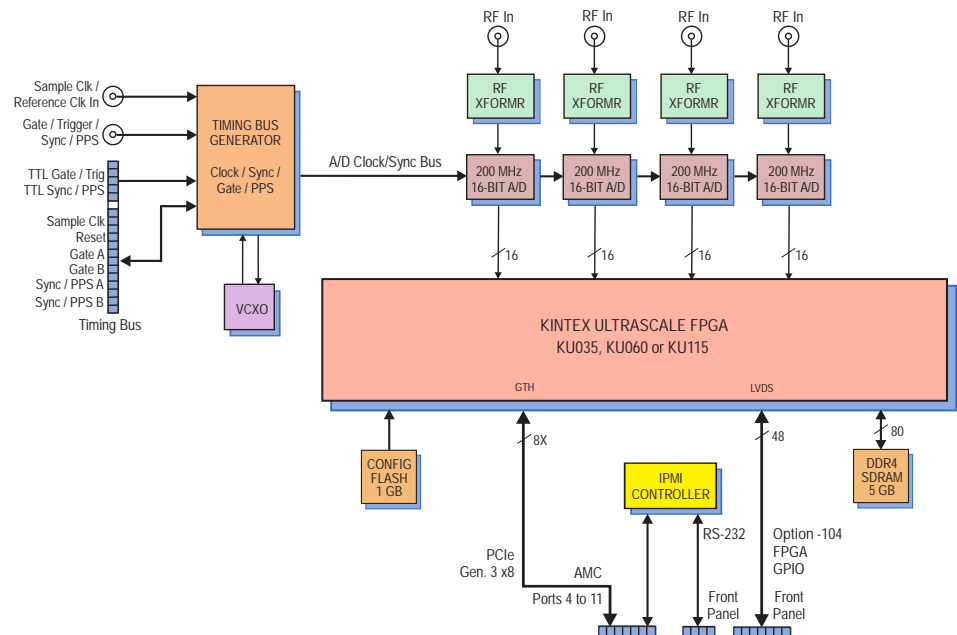 RF In
RF In
RF In
RF In
Sample Clk /
Reference Clk In
Gate / Trigger /
Sync / PPS
TTL Gate / Trig
TTL Sync / PPS
Sample Clk
Reset
Gate A
Gate B
Sync / PPS A
Sync / PPS B
Timing Bus
TIMING BUS
GENERATOR
Clock / Sync /
Gate / PPS
VCXO
A/D Clock/Sync Bus
RF
XFORMR
RF
XFORMR
RF
XFORMR
RF
XFORMR
200 MHz
16-BIT A/D
200 MHz
16-BIT A/D
200 MHz
16-BIT A/D
200 MHz
16-BIT A/D
16
16
16
16
KINTEX ULTRASCALE FPGA
KU035, KU060 or KU115
GTH
LVDS
8X
48
80
CONFIG
FLASH
1 GB
IPMI
CONTROLLER
DDR4
SDRAM
5 GB
RS-232
Option -104
FPGA
GPIO
PCIe
Gen. 3 x8
AMC
Ports 4 to 11
Front
Panel
Front
Panel